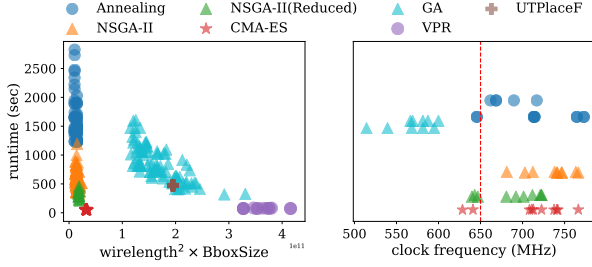 Annealing NSGA-II(Reduced) GA UTPlaceF
NSGA-II CMA-ES VPR
runtime (sec)
2500
2000
1500
1000
500
0
0 1 2 3 4
1e11
wirelength² × BboxSize
500 550 600 650 700 750
clock frequency (MHz)